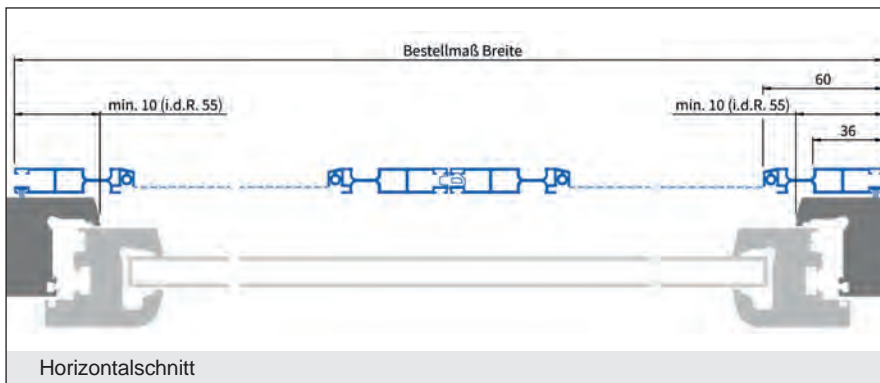 Bestellmaß Breite
60
min. 10 (i.d.R. 55)
min. 10 (i.d.R. 55)
36
Horizontalschnitt